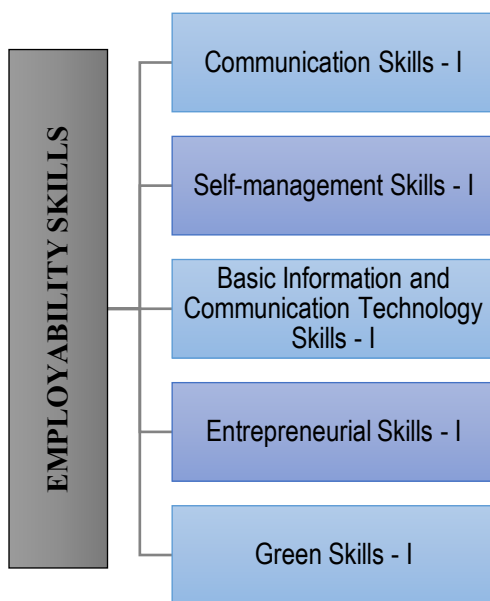 EMPLOYABILITY SKILLS
Communication Skills - I
Self-management Skills - I
Basic Information and
Communication Technology
Skills - I
Entrepreneurial Skills - I
Green Skills - I